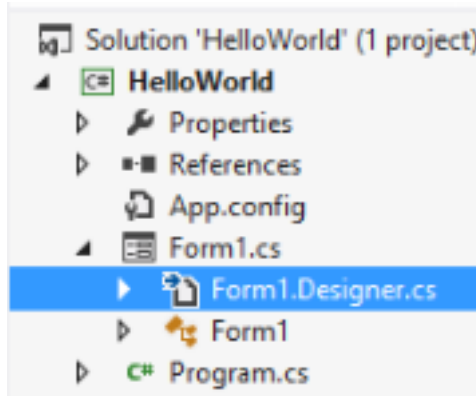 Solution 'HelloWorld' (1 project)
C# HelloWorld
Properties
References
App.config
Form1.cs
Form1.Designer.cs
Form1
C# Program.cs